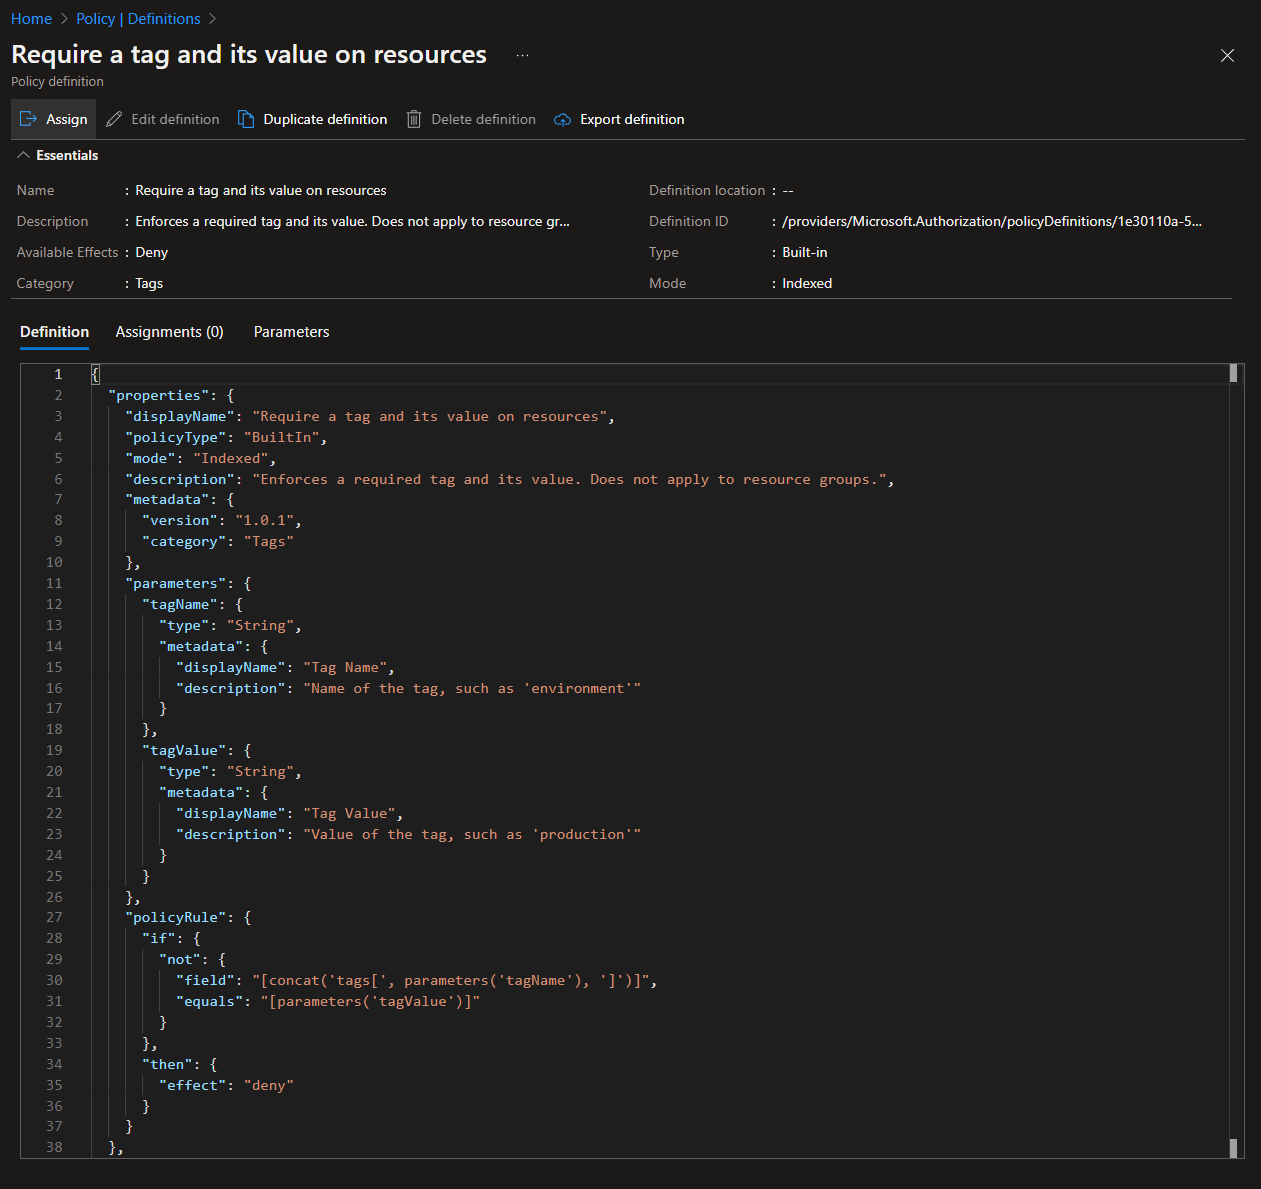 Home > Policy | Definitions >
Require a tag and its value on resources ...
Policy definition
Assign Edit definition Duplicate definition Delete definition Export definition
Essentials
Name : Require a tag and its value on resources Definition location : --
Description : Enforces a required tag and its value. Does not apply to resource gr... Definition ID : /providers/Microsoft.Authorization/policyDefinitions/1e30110a-5...
Available Effects : Deny Type : Built-in
Category : Tags Mode : Indexed
Definition Assignments (0) Parameters
1 {
2 "properties": {
3 "displayName": "Require a tag and its value on resources",
4 "policyType": "BuiltIn",
5 "mode": "Indexed",
6 "description": "Enforces a required tag and its value. Does not apply to resource groups.",
7 "metadata": {
8 "version": "1.0.1",
9 "category": "Tags"
10 },
11 "parameters": {
12 "tagName": {
13 "type": "String",
14 "metadata": {
15 "displayName": "Tag Name",
16 "description": "Name of the tag, such as 'environment'"
17 }
18 },
19 "tagValue": {
20 "type": "String",
21 "metadata": {
22 "displayName": "Tag Value",
23 "description": "Value of the tag, such as 'production'"
24 }
25 }
26 },
27 "policyRule": {
28 "if": {
29 "not": {
30 "field": "[concat('tags[', parameters('tagName'), ']')]",
31 "equals": "[parameters('tagValue')]"
32 }
33 },
34 "then": {
35 "effect": "deny"
36 }
37 }
38 },